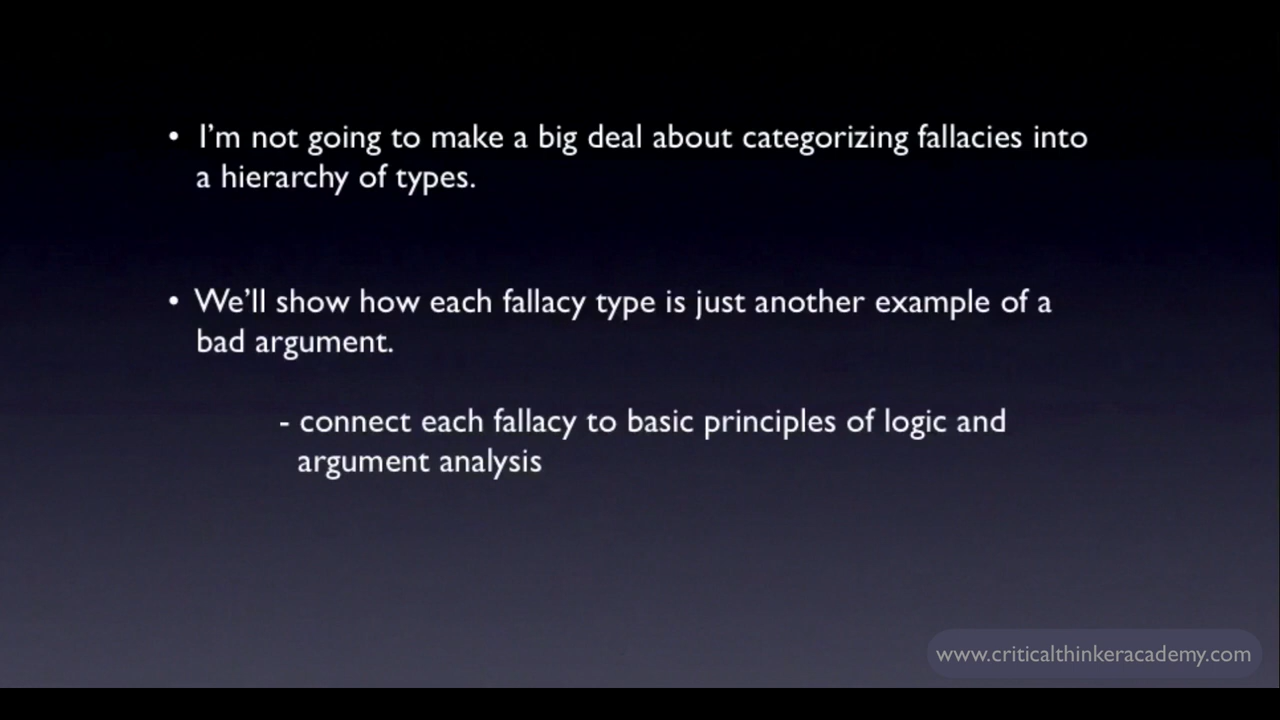 • I'm not going to make a big deal about categorizing fallacies into
a hierarchy of types.
• We'll show how each fallacy type is just another example of a
bad argument.
- connect each fallacy to basic principles of logic and
argument analysis
www.criticalthinkeracademy.com